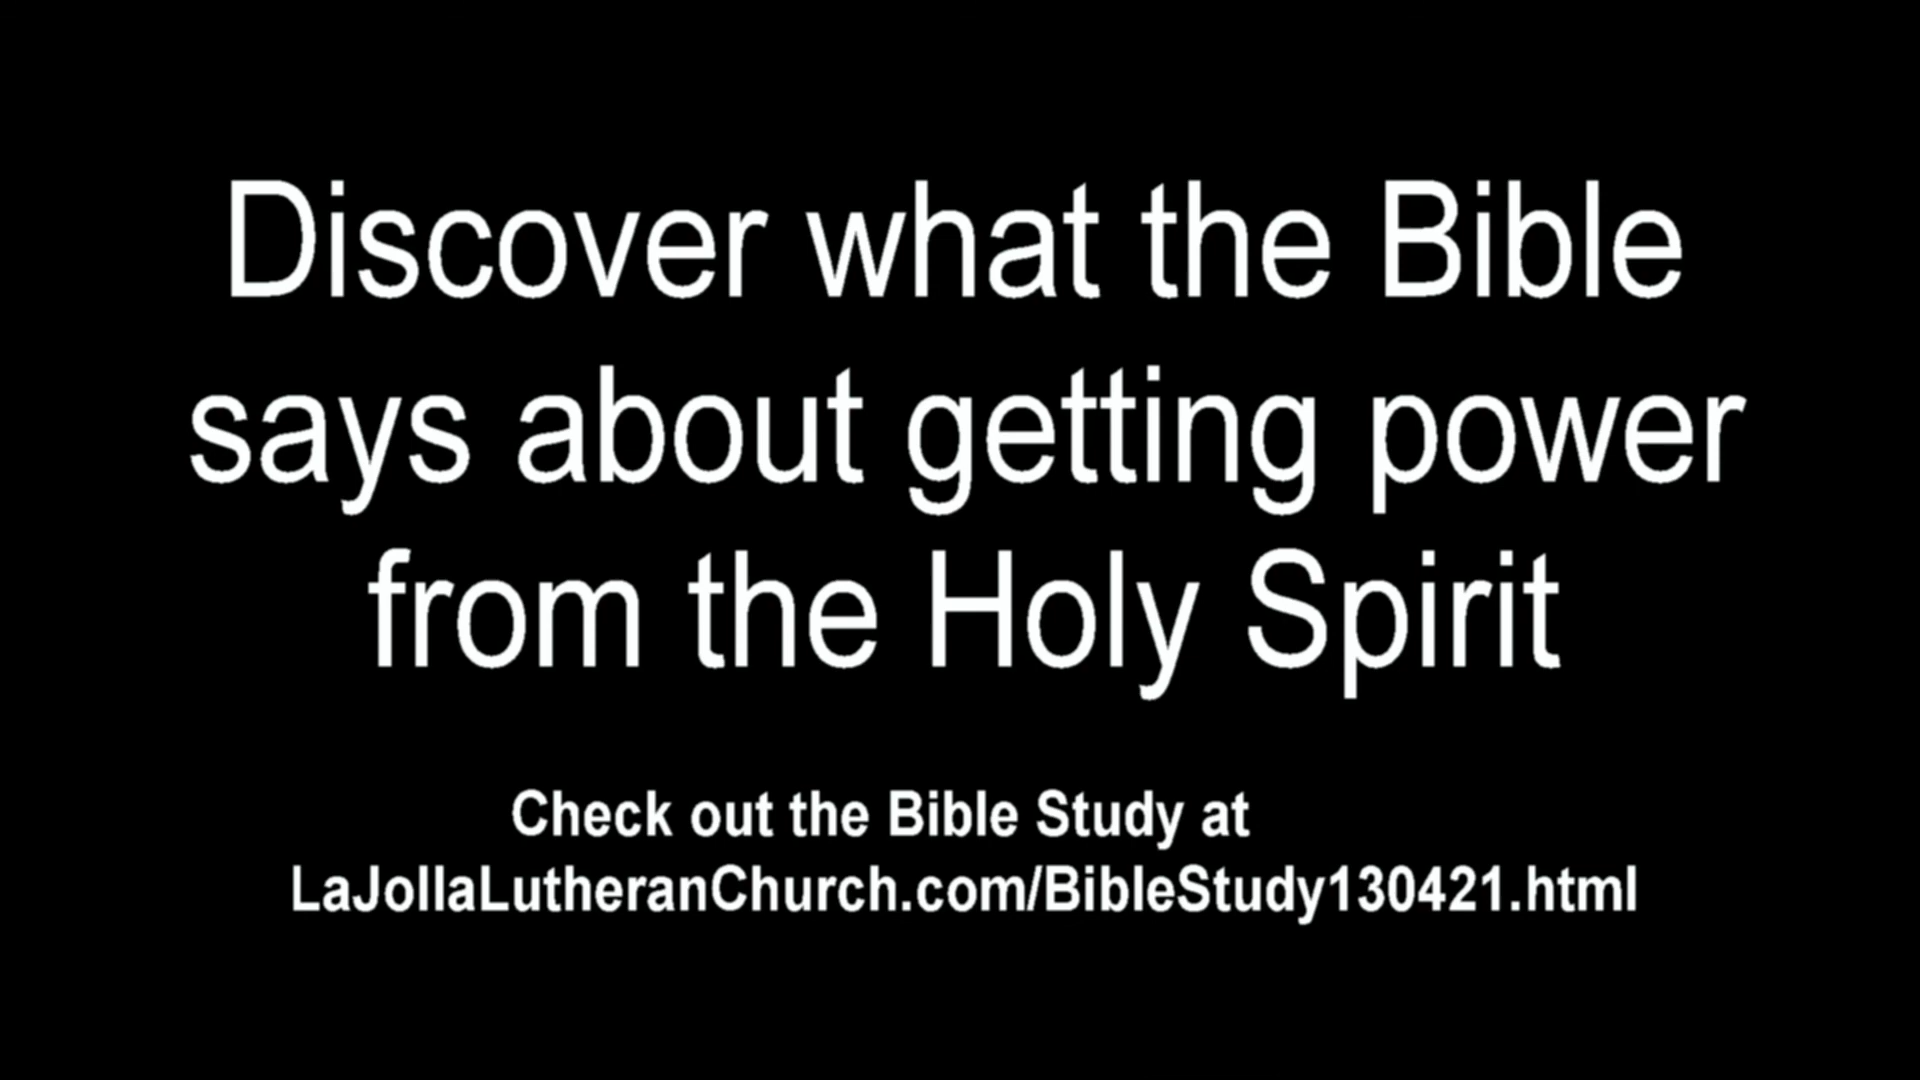 Discover what the Bible
says about getting power
from the Holy Spirit
Check out the Bible Study at
LaJollaLutheranChurch.com/BibleStudy130421.html